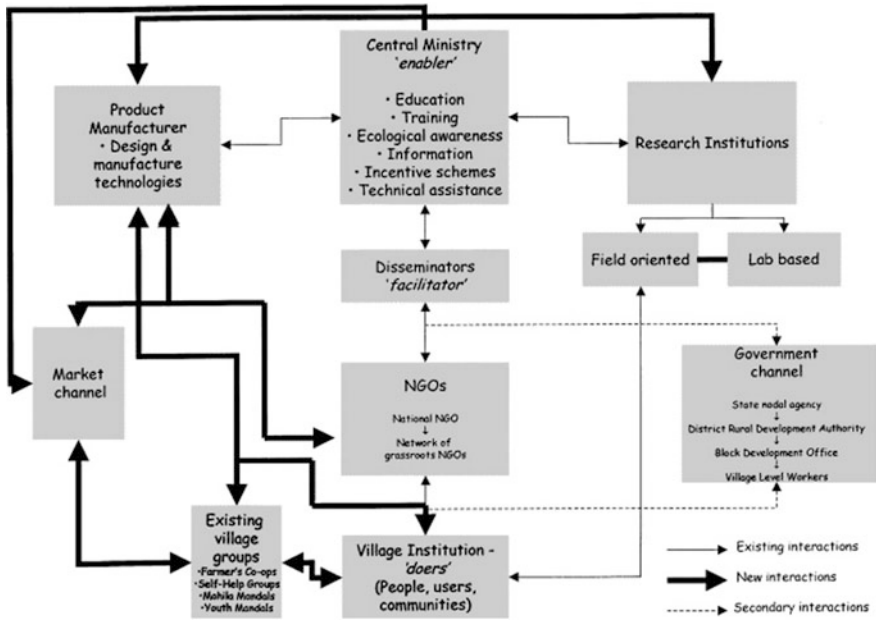 Central Ministry
'enabler'
• Education
• Training
• Ecological awareness
• Information
• Incentive schemes
• Technical assistance
Product
Manufacturer
• Design &
manufacture
technologies
Research Institutions
Field oriented
Lab based
Disseminators
'facilitator'
Market
channel
NGOs
National NGO
Network of
grassroots NGOs
Government
channel
State nodal agency
District Rural Development Authority
Block Development Office
Village Level Workers
Existing
village
groups
•Farmer's Co-ops
•Self-Help Groups
•Mahila Mandals
•Youth Mandals
Village Institution -
'doers'
(People, users,
communities)
Existing interactions
New interactions
Secondary interactions